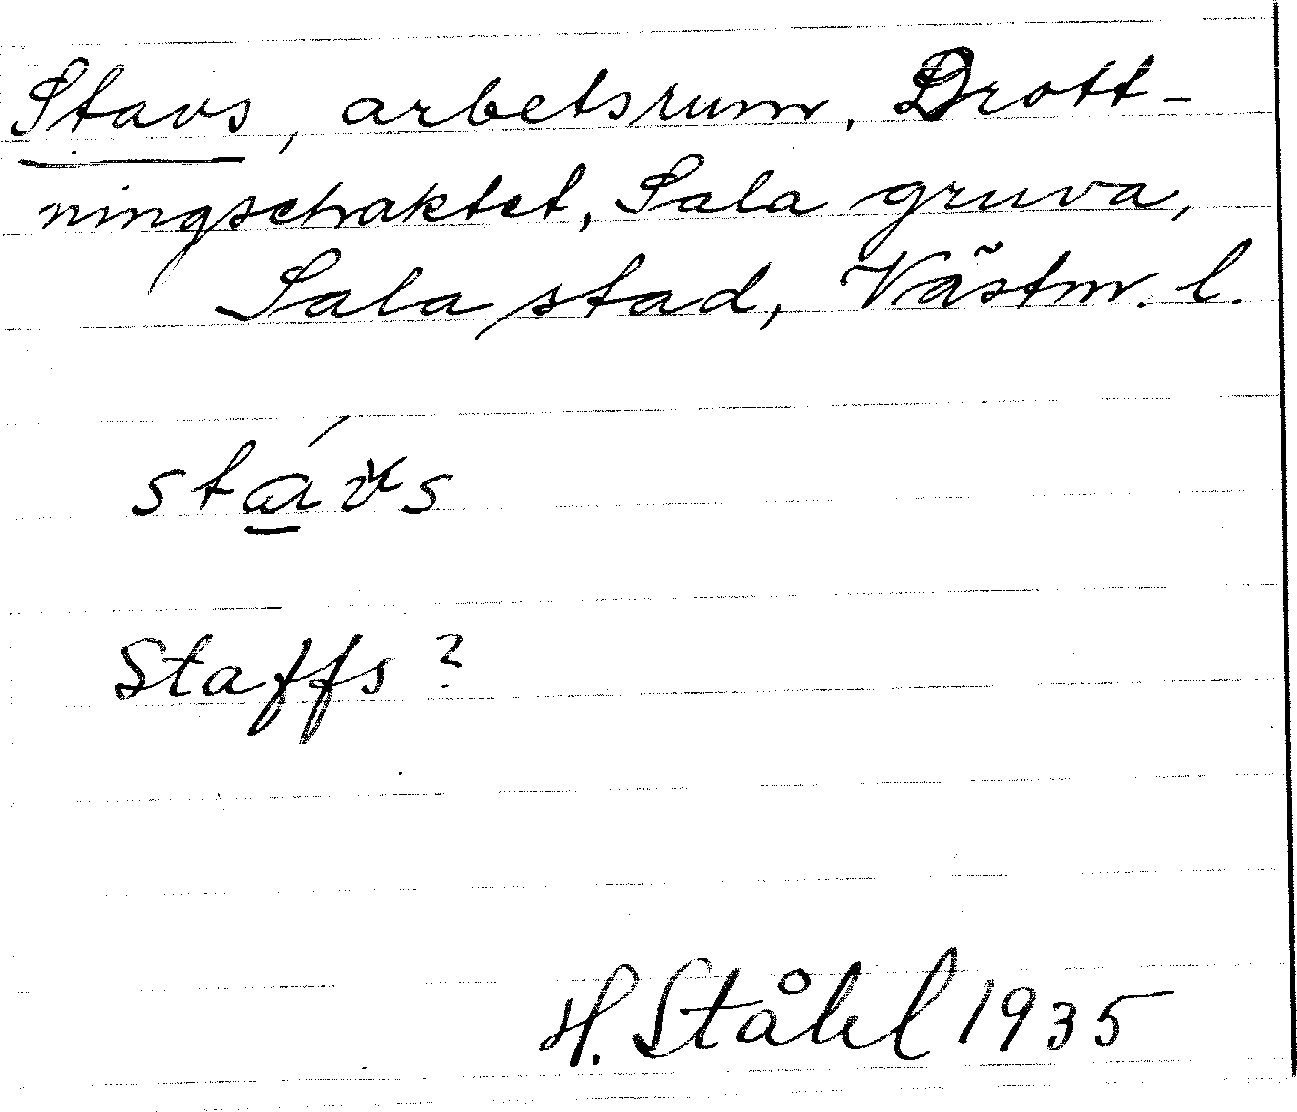 Stavs, arbetsrum, Drott-
ningschaktet, Sala gruva,
Sala stad, Västm. l.
stávs
Staffs?
H. Ståhl 1935